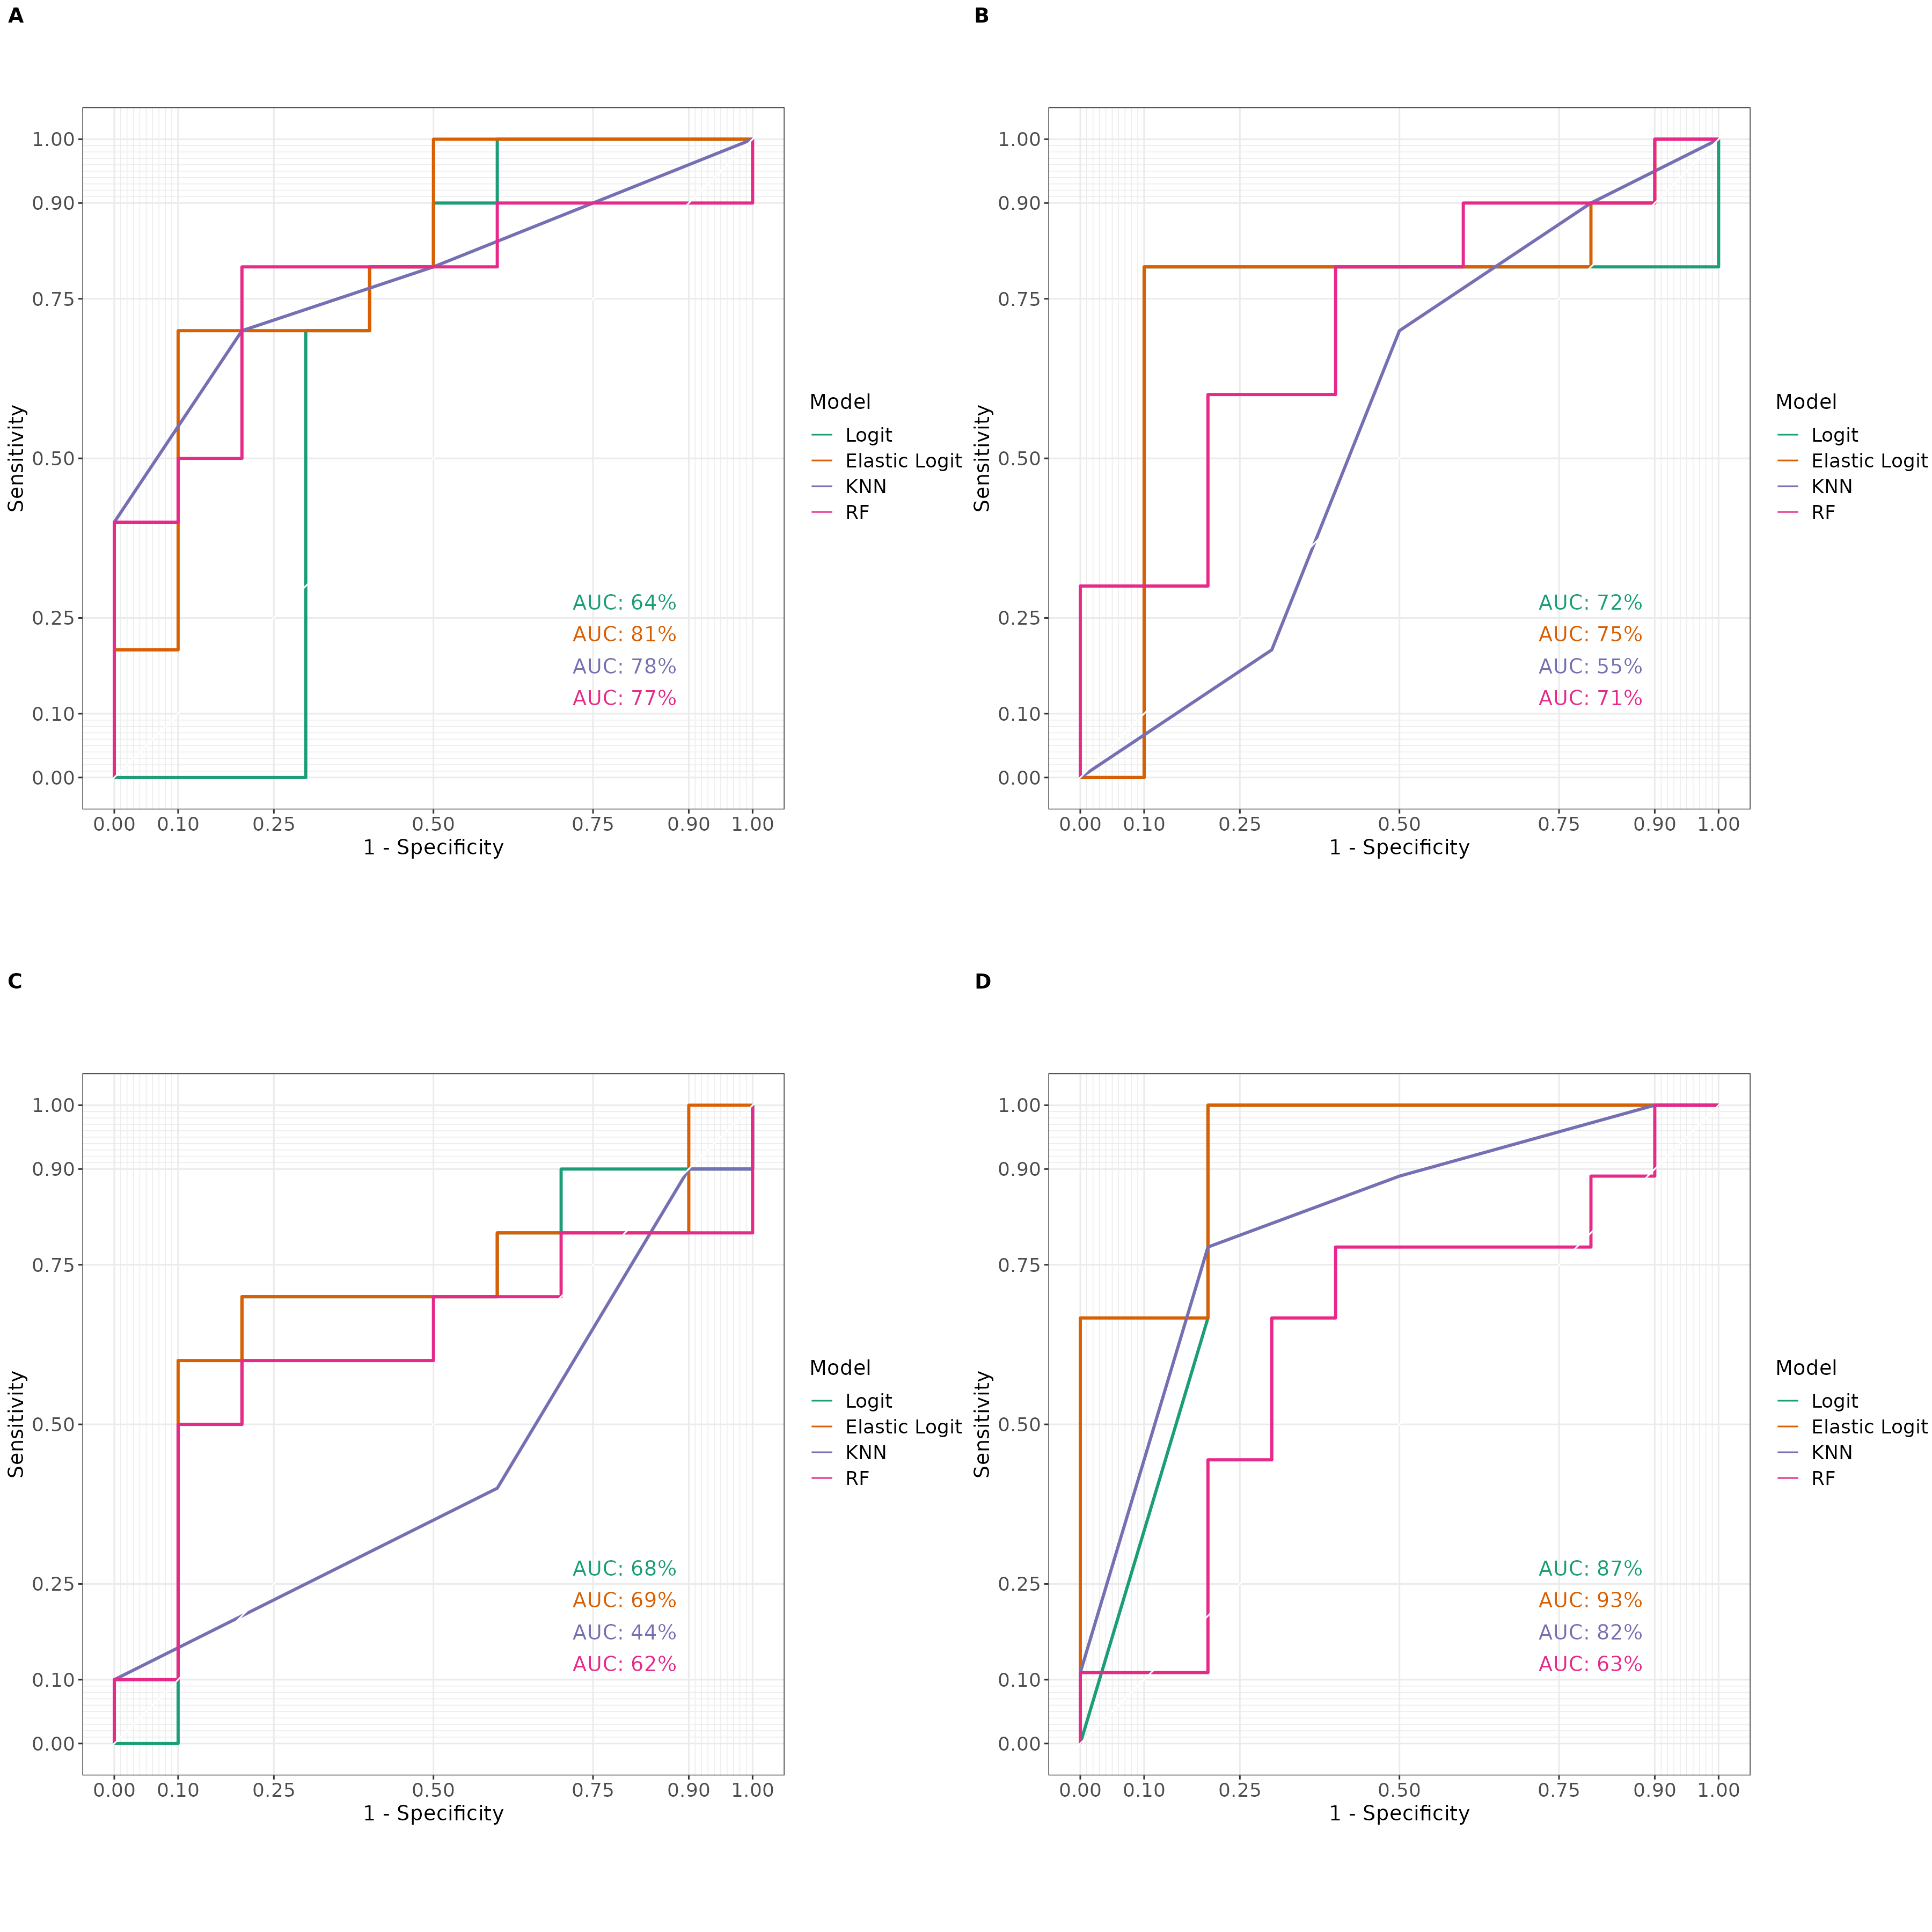 A
Sensitivity
1.00
0.90
0.75
0.50
0.25
0.10
0.00
0.00 0.10 0.25 0.50 0.75 0.90 1.00
1 - Specificity
AUC: 64%
AUC: 81%
AUC: 78%
AUC: 77%
Model
Logit
Elastic Logit
KNN
RF
B
Sensitivity
1.00
0.90
0.75
0.50
0.25
0.10
0.00
0.00 0.10 0.25 0.50 0.75 0.90 1.00
1 - Specificity
AUC: 72%
AUC: 75%
AUC: 55%
AUC: 71%
Model
Logit
Elastic Logit
KNN
RF
C
Sensitivity
1.00
0.90
0.75
0.50
0.25
0.10
0.00
0.00 0.10 0.25 0.50 0.75 0.90 1.00
1 - Specificity
AUC: 68%
AUC: 69%
AUC: 44%
AUC: 62%
Model
Logit
Elastic Logit
KNN
RF
D
Sensitivity
1.00
0.90
0.75
0.50
0.25
0.10
0.00
0.00 0.10 0.25 0.50 0.75 0.90 1.00
1 - Specificity
AUC: 87%
AUC: 93%
AUC: 82%
AUC: 63%
Model
Logit
Elastic Logit
KNN
RF